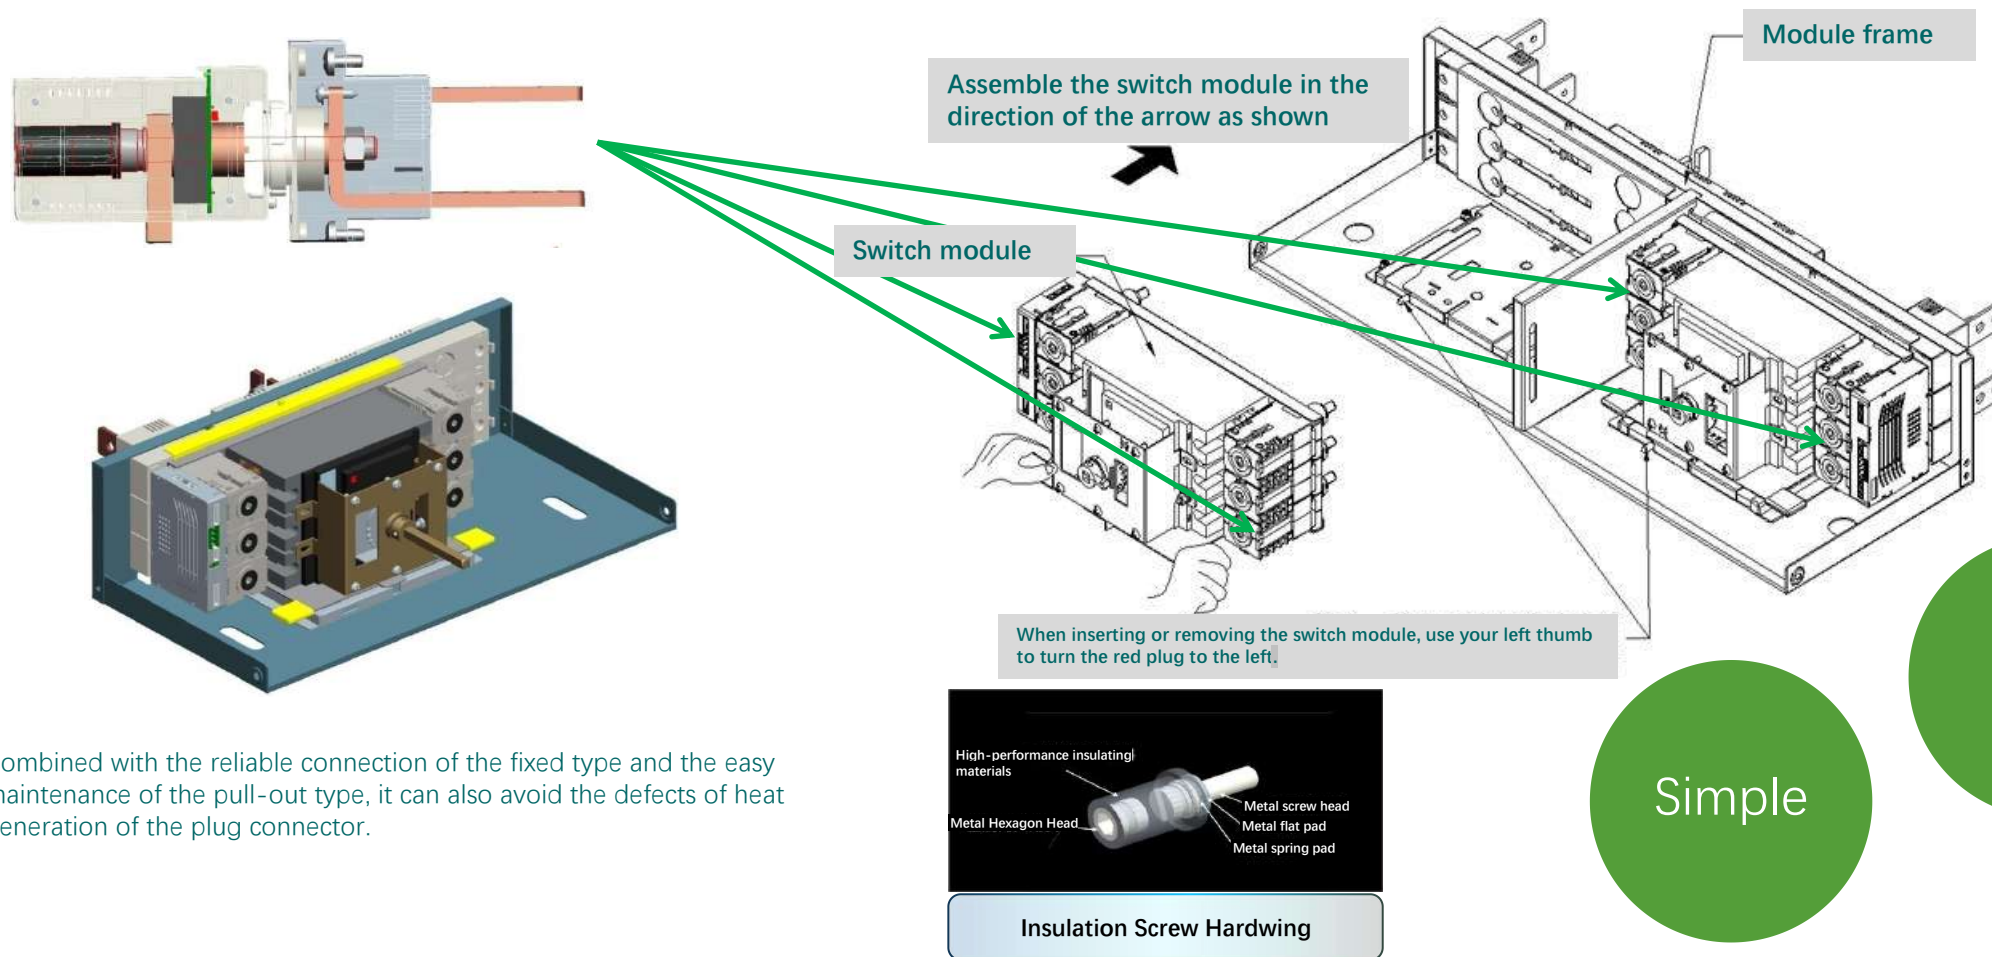 Module frame
Assemble the switch module in the
direction of the arrow as shown
Switch module
When inserting or removing the switch module, use your left thumb
to turn the red plug to the left.
ombined with the reliable connection of the fixed type and the easy
naintenance of the pull-out type, it can also avoid the defects of heat
eneration of the plug connector.
High-performance insulating
materials
Metal Hexagon Head
Metal screw head
Metal flat pad
Metal spring pad
Insulation Screw Hardwing
Simple